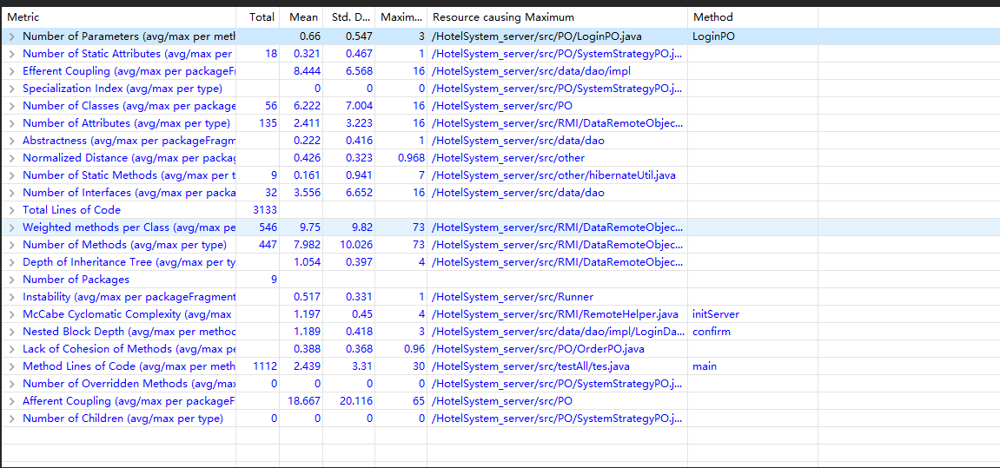 Metric Total Mean Std. D... Maxim... Resource causing Maximum Method
Number of Parameters (avg/max per meth 0.66 0.547 3 /HotelSystem_server/src/PO/LoginPO.java LoginPO
Number of Static Attributes (avg/max per 18 0.321 0.467 1 /HotelSystem_server/src/PO/SystemStrategyPO.j...
Efferent Coupling (avg/max per packageFr 8.444 6.568 16 /HotelSystem_server/src/data/dao/impl
Specialization Index (avg/max per type) 0 0 0 /HotelSystem_server/src/PO/SystemStrategyPO.j...
Number of Classes (avg/max per package 56 6.222 7.004 16 /HotelSystem_server/src/PO
Number of Attributes (avg/max per type) 135 2.411 3.223 16 /HotelSystem_server/src/RMI/DataRemoteObjec...
Abstractness (avg/max per packageFragm 0.222 0.416 1 /HotelSystem_server/src/data/dao
Normalized Distance (avg/max per packag 0.426 0.323 0.968 /HotelSystem_server/src/other
Number of Static Methods (avg/max per t 9 0.161 0.941 7 /HotelSystem_server/src/other/hibernateUtil.java
Number of Interfaces (avg/max per packa 32 3.556 6.652 16 /HotelSystem_server/src/data/dao
Total Lines of Code 3133
Weighted methods per Class (avg/max pe 546 9.75 9.82 73 /HotelSystem_server/src/RMI/DataRemoteObjec...
Number of Methods (avg/max per type) 447 7.982 10.026 73 /HotelSystem_server/src/RMI/DataRemoteObjec...
Depth of Inheritance Tree (avg/max per ty 1.054 0.397 4 /HotelSystem_server/src/RMI/DataRemoteObjec...
Number of Packages 9
Instability (avg/max per packageFragment 0.517 0.331 1 /HotelSystem_server/src/Runner
McCabe Cyclomatic Complexity (avg/max 1.197 0.45 4 /HotelSystem_server/src/RMI/RemoteHelper.java initServer
Nested Block Depth (avg/max per methoc 1.189 0.418 3 /HotelSystem_server/src/data/dao/impl/LoginDa... confirm
Lack of Cohesion of Methods (avg/max pe 0.388 0.368 0.96 /HotelSystem_server/src/PO/OrderPO.java
Method Lines of Code (avg/max per meth 1112 2.439 3.31 30 /HotelSystem_server/src/testAll/tes.java main
Number of Overridden Methods (avg/max 0 0 0 0 /HotelSystem_server/src/PO/SystemStrategyPO.j...
Afferent Coupling (avg/max per packageF 18.667 20.116 65 /HotelSystem_server/src/PO
Number of Children (avg/max per type) 0 0 0 0 /HotelSystem_server/src/PO/SystemStrategyPO.j...